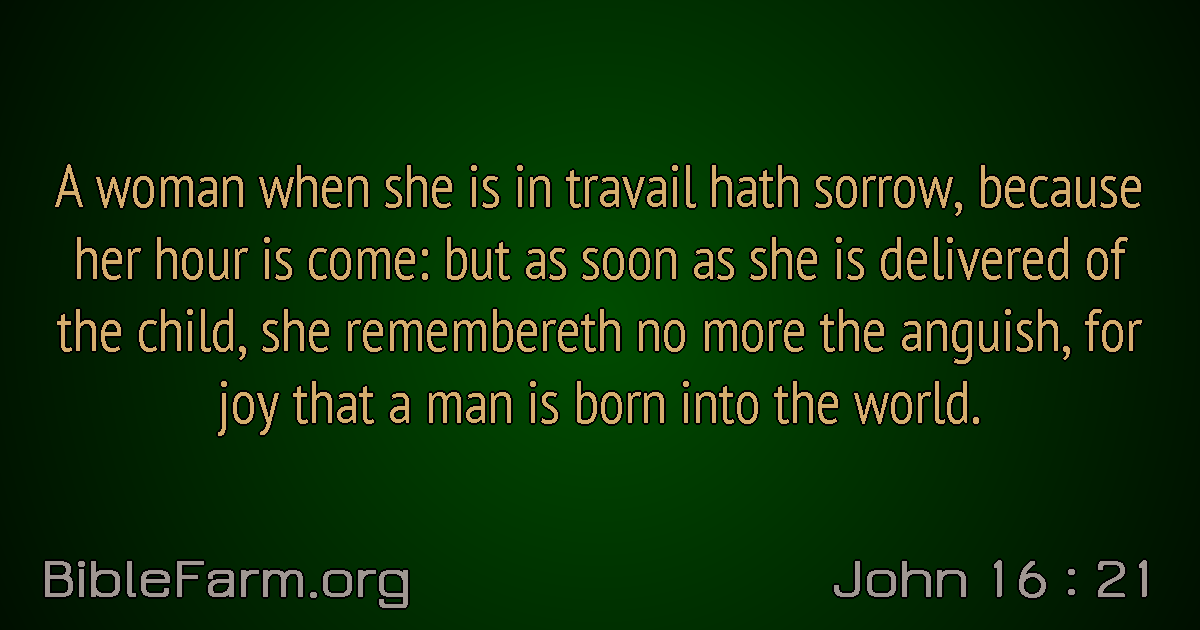 A woman when she is in travail hath sorrow, because
her hour is come: but as soon as she is delivered of
the child, she remembereth no more the anguish, for
joy that a man is born into the world.
BibleFarm.org
John 16 : 21